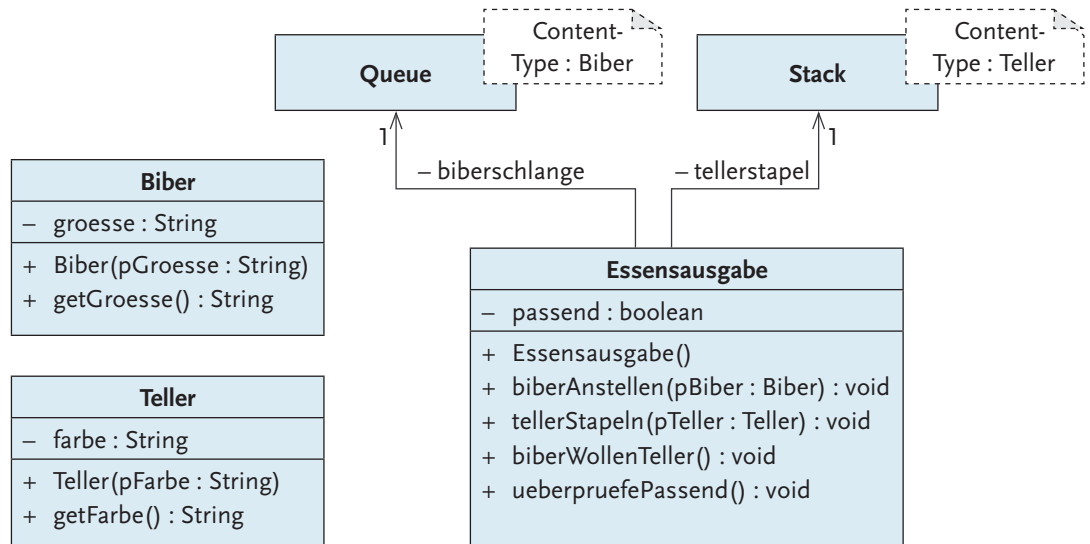 Queue
Content-
Type : Biber
Stack
Content-
Type : Teller
1
1
– biberschlange
– tellerstapel
Biber
– groesse : String
+ Biber(pGroesse : String)
+ getGroesse() : String
Teller
– farbe : String
+ Teller(pFarbe : String)
+ getFarbe() : String
Essensausgabe
– passend : boolean
+ Essensausgabe()
+ biberAnstellen(pBiber : Biber) : void
+ tellerStapeln(pTeller : Teller) : void
+ biberWollenTeller() : void
+ ueberpruefePassend() : void